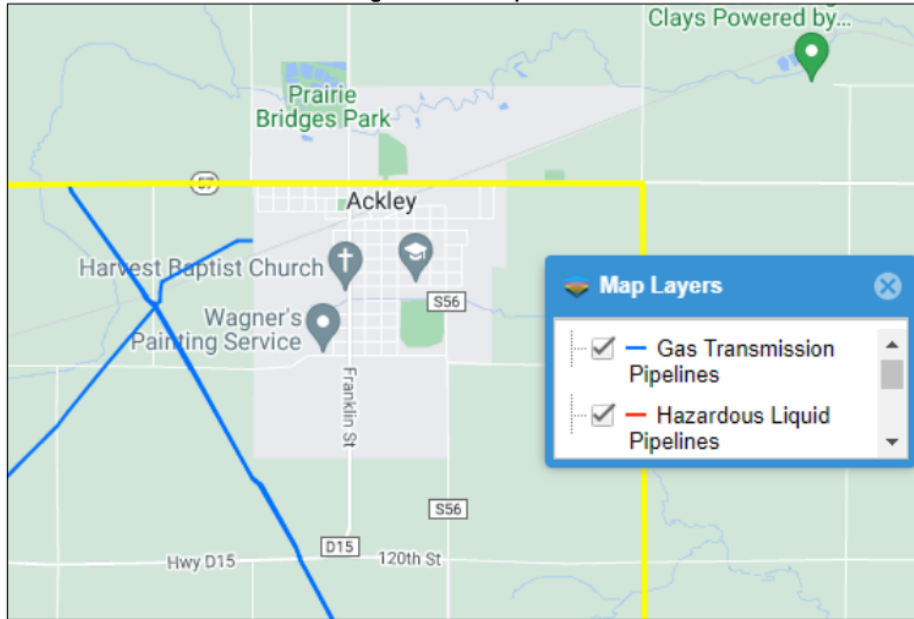 Clays Powered by...
Prairie
Bridges Park
57
Ackley
Harvest Baptist Church
S56
Wagner's
Painting Service
Franklin St
S56
D15
Hwy D15
120th St
Map Layers
Gas Transmission
Pipelines
Hazardous Liquid
Pipelines